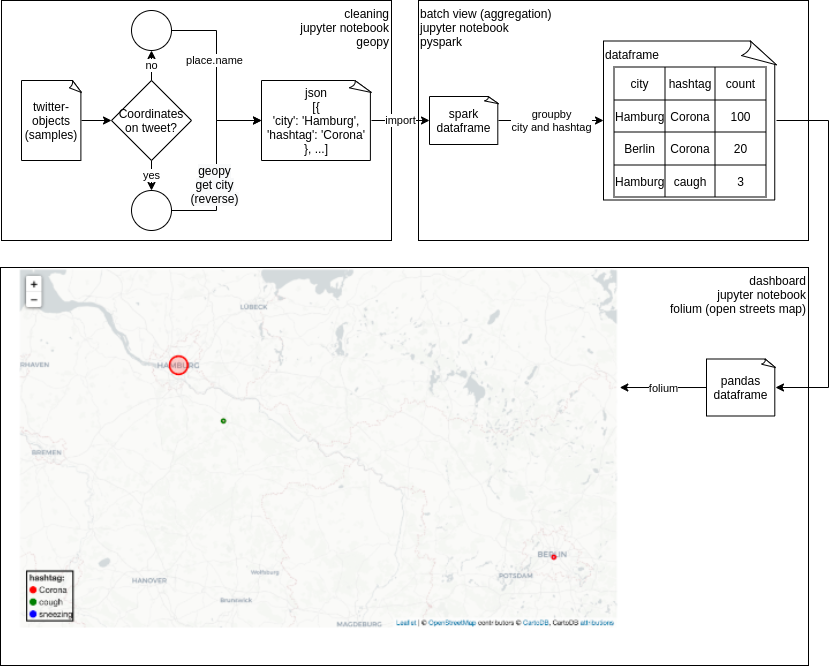 cleaning
jupyter notebook
geopy
twitter-
objects
(samples)
Coordinates
on tweet?
no
yes
place.name
geopy
get city
(reverse)
json
[{
'city': 'Hamburg',
'hashtag': 'Corona'
}, ...]
import
batch view (aggregation)
jupyter notebook
pyspark
spark
dataframe
groupby
city and hashtag
dataframe
city hashtag count
Hamburg Corona 100
Berlin Corona 20
Hamburg caugh 3
dashboard
jupyter notebook
folium (open streets map)
pandas
dataframe
folium
+
−
LÜBECK
RHAVEN
HAMBURG
BREMEN
BERLIN
POTSDAM
HANOVER
Wolfsburg
Brunswick
MAGDEBURG
hashtag:
Corona
cough
sneezing
Leaflet | © OpenStreetMap contributors © CartoDB, CartoDB attributions